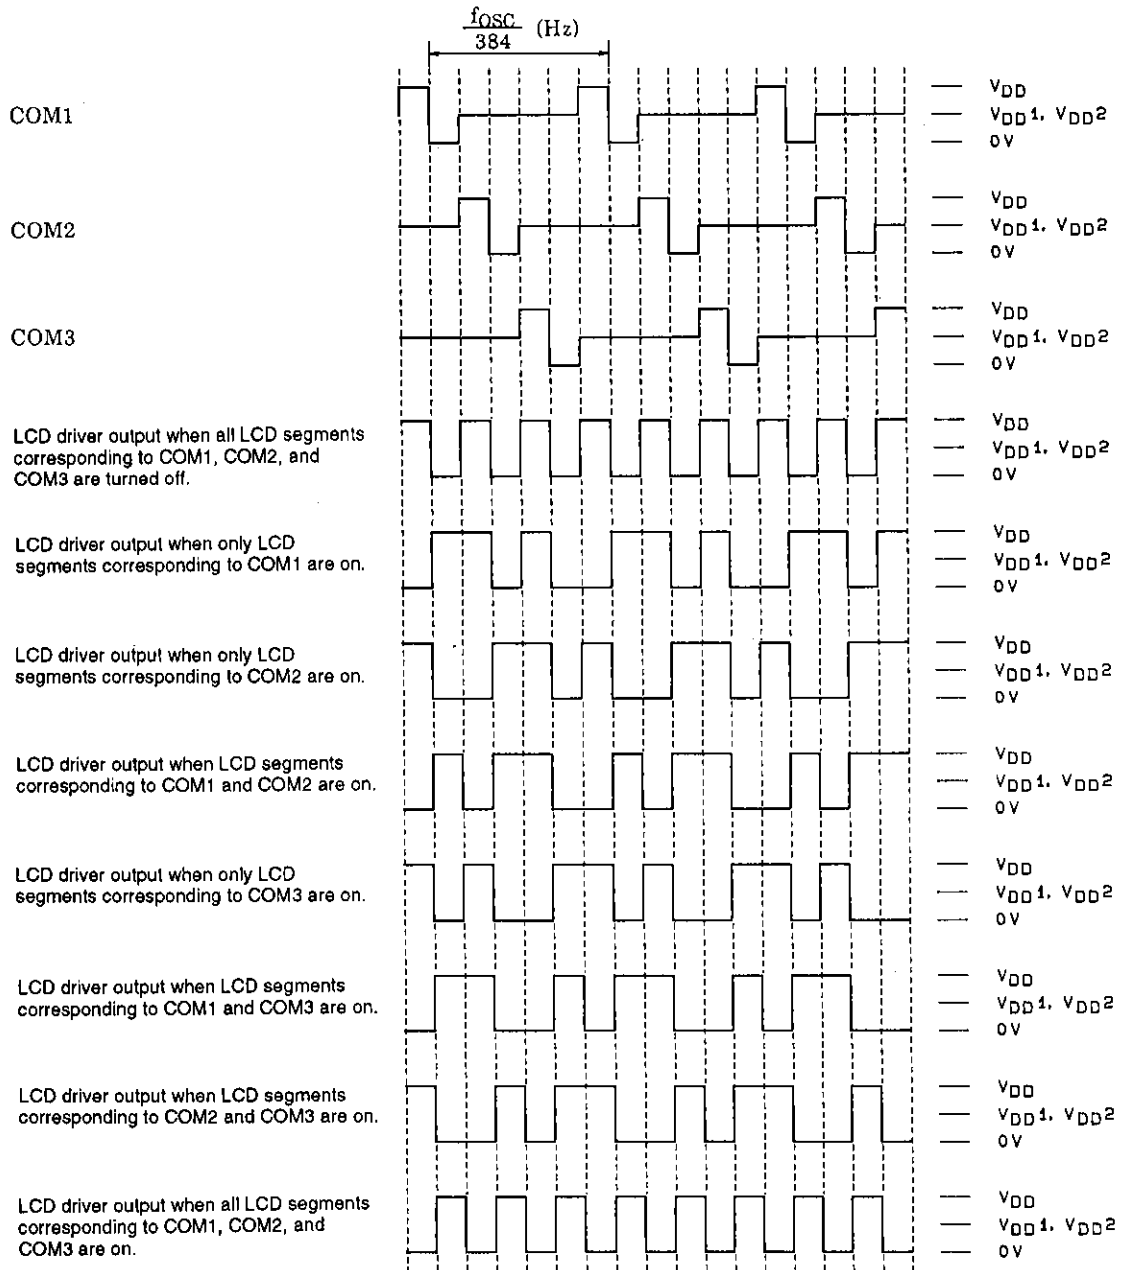 fOSC
384
(Hz)
COM1
VDD
VDD1, VDD2
0V
COM2
VDD
VDD1, VDD2
0V
COM3
VDD
VDD1, VDD2
0V
LCD driver output when all LCD segments
corresponding to COM1, COM2, and
COM3 are turned off.
VDD
VDD1, VDD2
0V
LCD driver output when only LCD
segments corresponding to COM1 are on.
VDD
VDD1, VDD2
0V
LCD driver output when only LCD
segments corresponding to COM2 are on.
VDD
VDD1, VDD2
0V
LCD driver output when LCD segments
corresponding to COM1 and COM2 are on.
VDD
VDD1, VDD2
0V
LCD driver output when only LCD
segments corresponding to COM3 are on.
VDD
VDD1, VDD2
0V
LCD driver output when LCD segments
corresponding to COM1 and COM3 are on.
VDD
VDD1, VDD2
0V
LCD driver output when LCD segments
corresponding to COM2 and COM3 are on.
VDD
VDD1, VDD2
0V
LCD driver output when all LCD segments
corresponding to COM1, COM2, and
COM3 are on.
VDD
VDD1, VDD2
0V